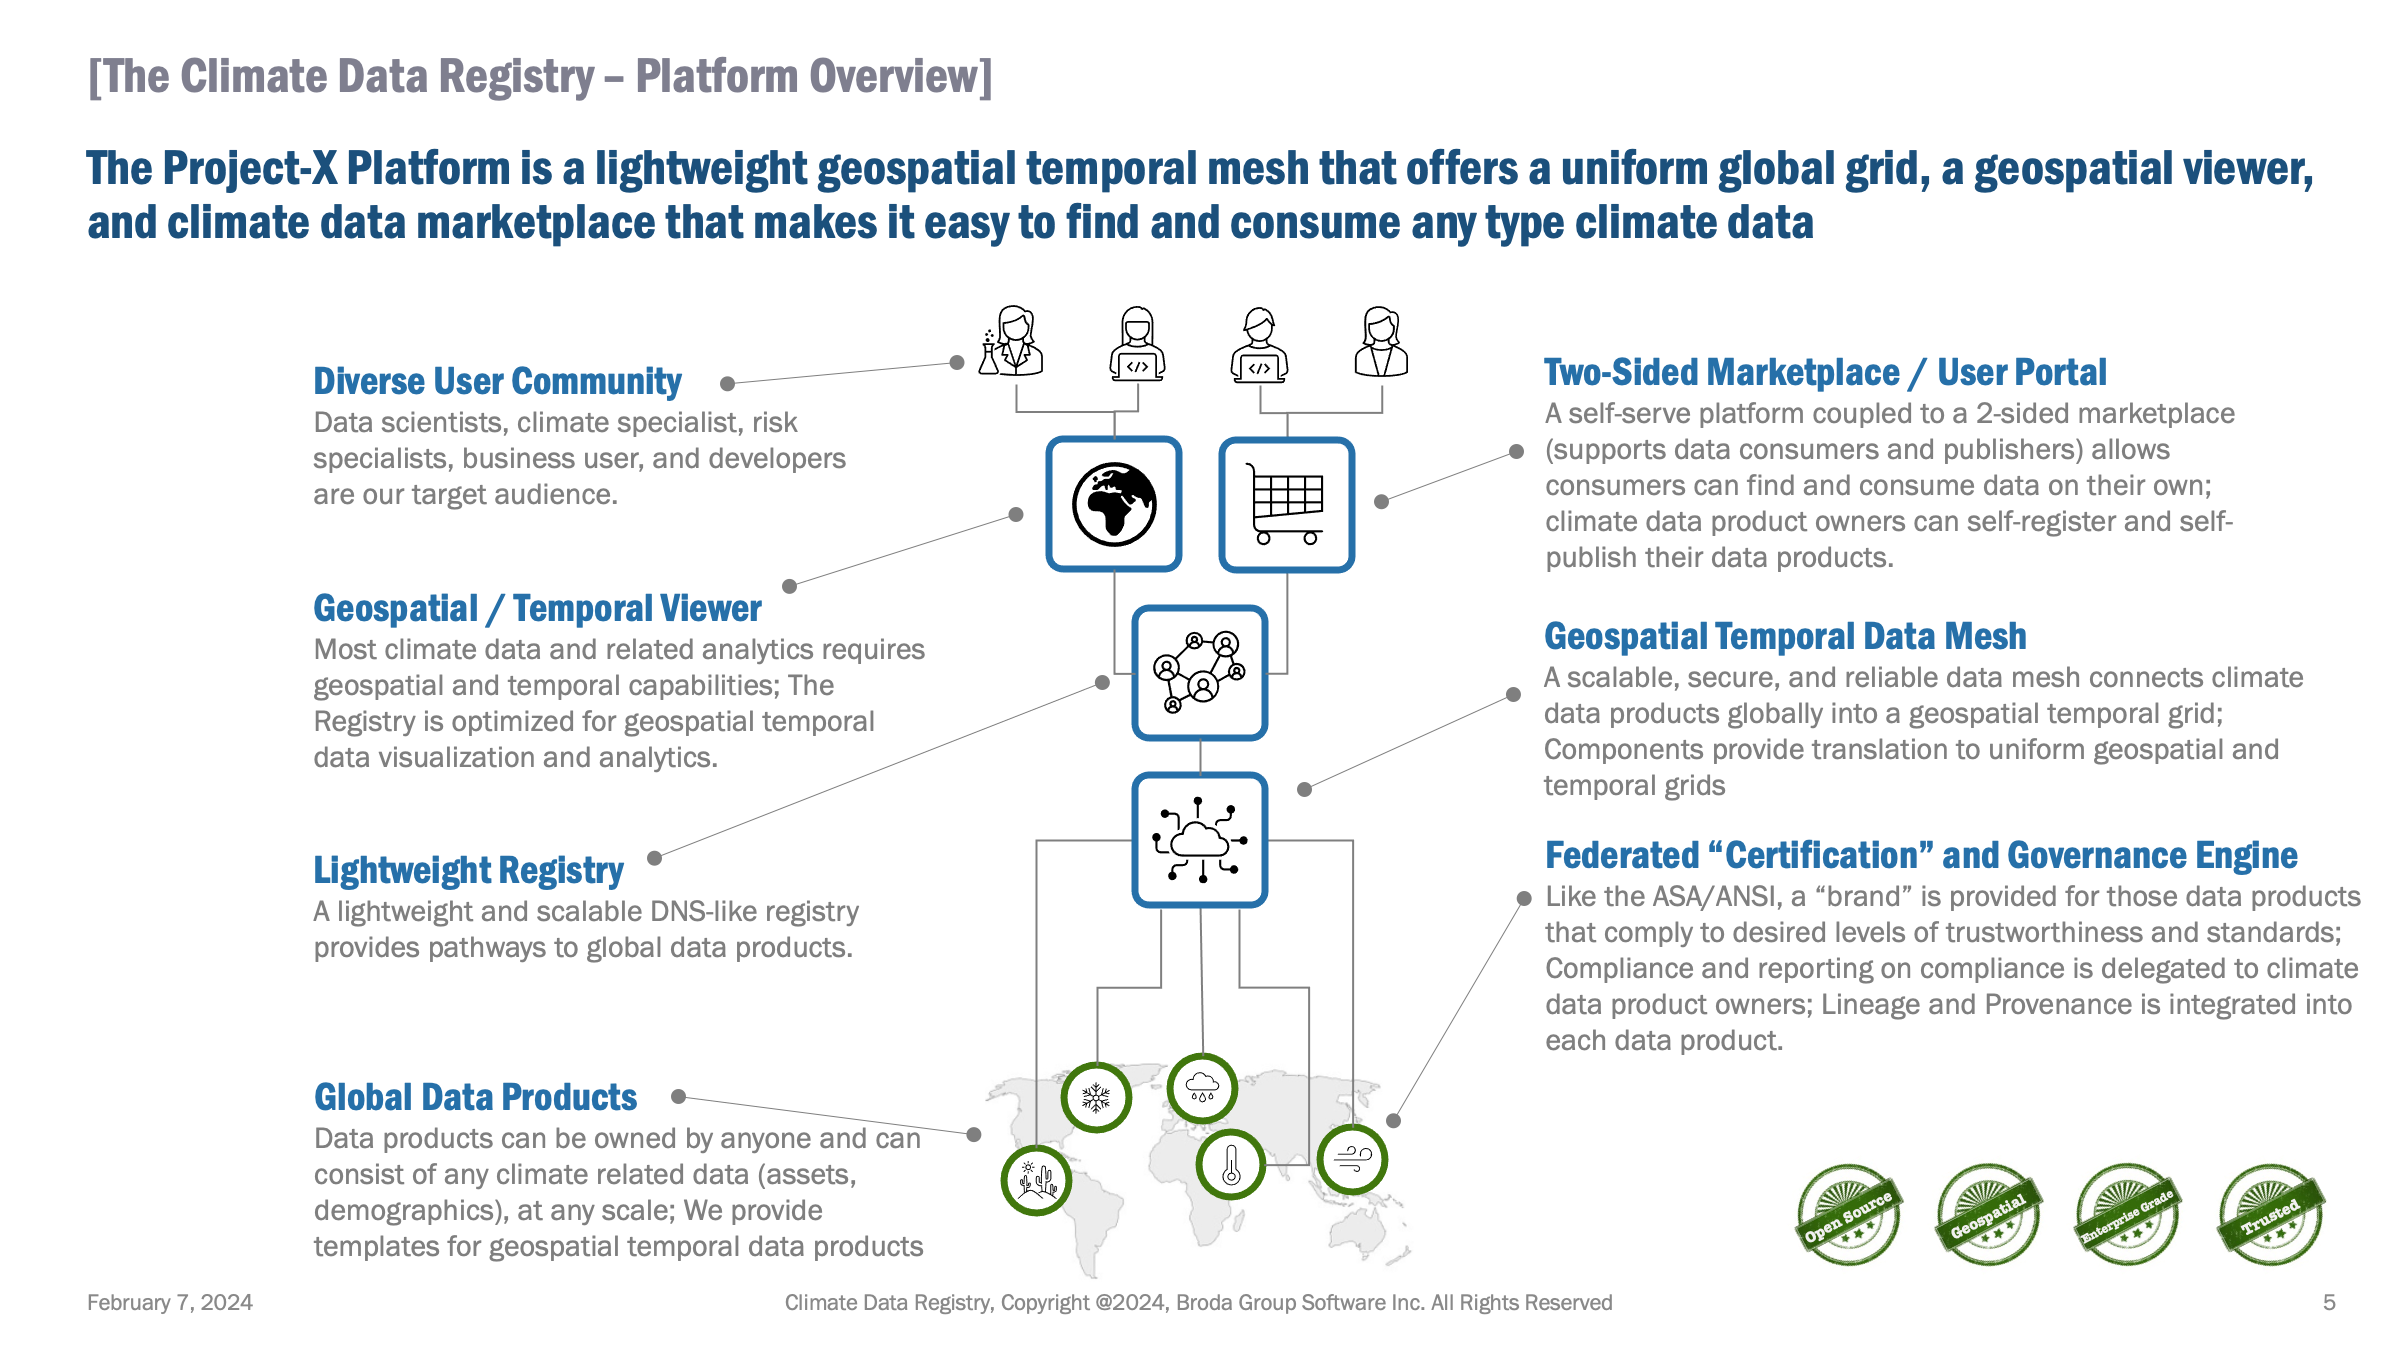 [The Climate Data Registry – Platform Overview]
The Project-X Platform is a lightweight geospatial temporal mesh that offers a uniform global grid, a geospatial viewer,
and climate data marketplace that makes it easy to find and consume any type climate data
Diverse User Community
Data scientists, climate specialist, risk
specialists, business user, and developers
are our target audience.
Geospatial / Temporal Viewer
Most climate data and related analytics requires
geospatial and temporal capabilities; The
Registry is optimized for geospatial temporal
data visualization and analytics.
Lightweight Registry
A lightweight and scalable DNS-like registry
provides pathways to global data products.
Global Data Products
Data products can be owned by anyone and can
consist of any climate related data (assets,
demographics), at any scale; We provide
templates for geospatial temporal data products
</>
</>
Two-Sided Marketplace / User Portal
A self-serve platform coupled to a 2-sided marketplace
(supports data consumers and publishers) allows
consumers can find and consume data on their own;
climate data product owners can self-register and self-
publish their data products.
Geospatial Temporal Data Mesh
A scalable, secure, and reliable data mesh connects climate
data products globally into a geospatial temporal grid;
Components provide translation to uniform geospatial and
temporal grids
Federated “Certification” and Governance Engine
Like the ASA/ANSI, a “brand” is provided for those data products
that comply to desired levels of trustworthiness and standards;
Compliance and reporting on compliance is delegated to climate
data product owners; Lineage and Provenance is integrated into
each data product.
Open Source
Geospatial
Enterprise Grade
Trusted
February 7, 2024
Climate Data Registry, Copyright @2024, Broda Group Software Inc. All Rights Reserved
5